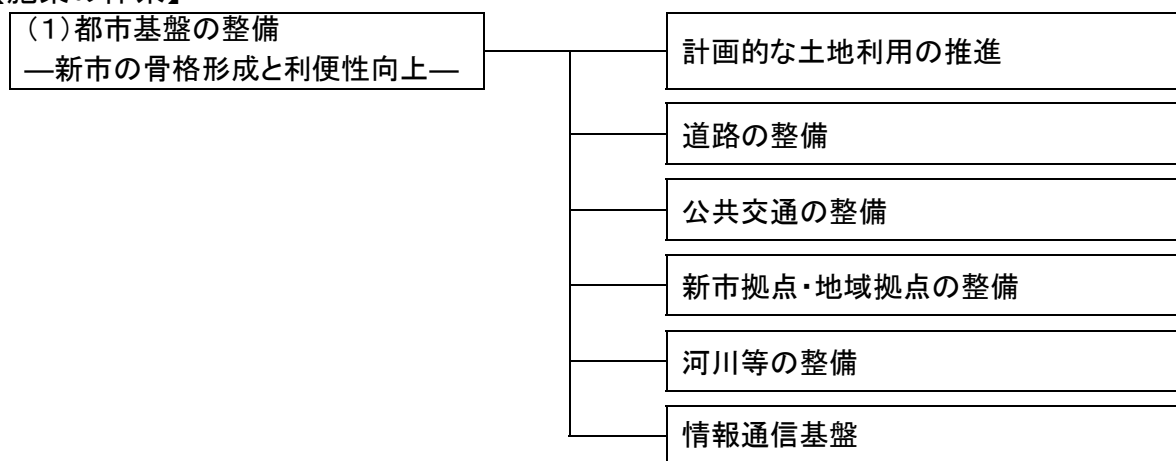 （1）都市基盤の整備
―新市の骨格形成と利便性向上―
計画的な土地利用の推進
道路の整備
公共交通の整備
新市拠点・地域拠点の整備
河川等の整備
情報通信基盤